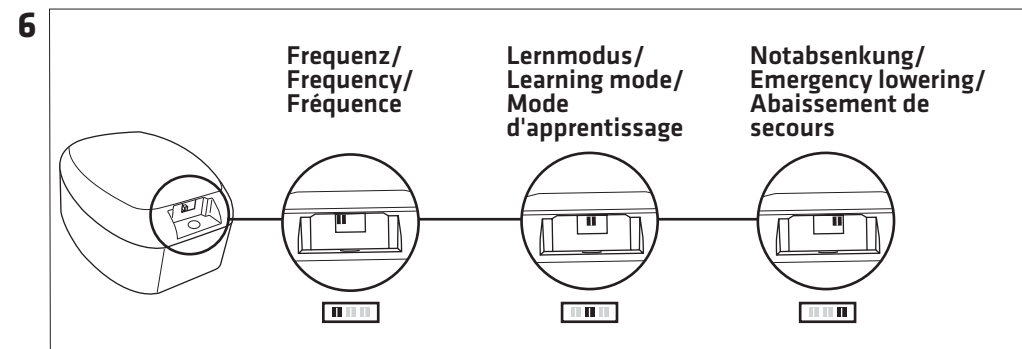 6
Frequenz/
Frequency/
Fréquence
Lernmodus/
Learning mode/
Mode
d'apprentissage
Notabsenkung/
Emergency lowering/
Abaissement de
secours